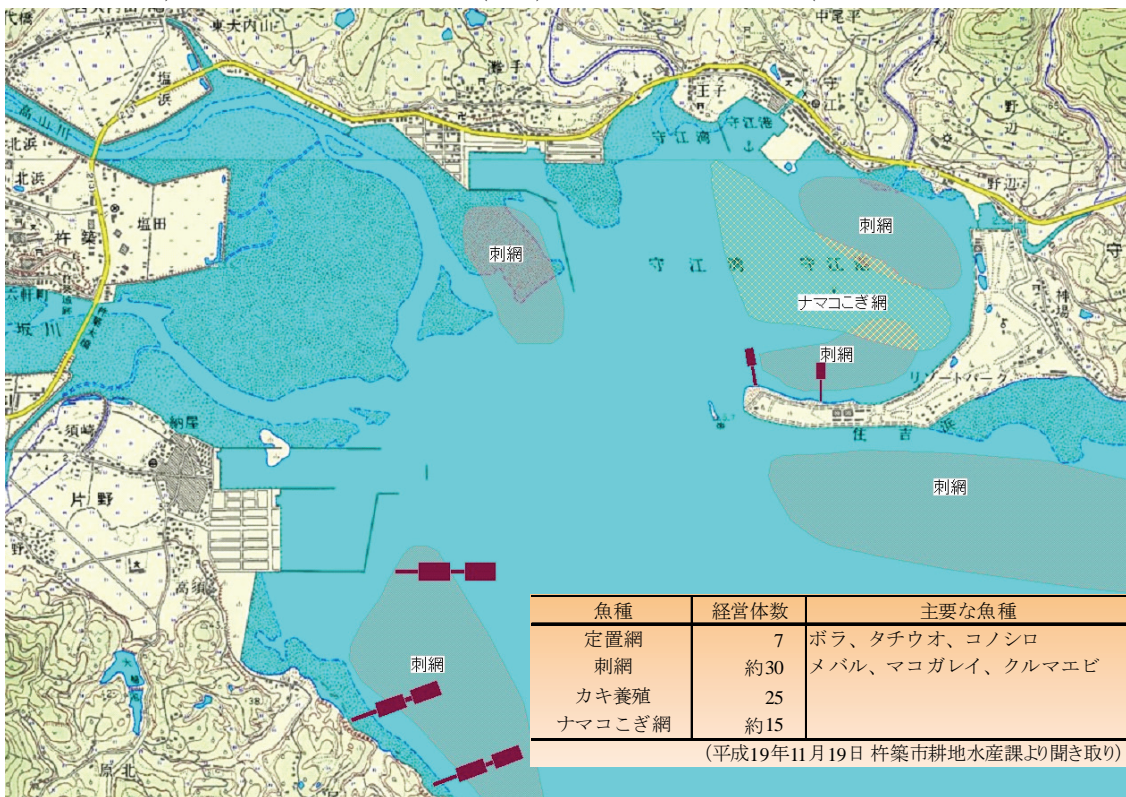 東大内山
中尾平
塩浜
灘手
王子
守江
野辺
高山川
北浜
守江湾
守江港
北浜
野辺
塩田
杵築
刺網
刺網
守江湾
守江港
守
ナマコこぎ網
神場
刺網
リゾートパーク
納屋
須崎
住吉浜
刺網
片野
野
高須
刺網
原北
魚種 経営体数 主要な魚種
定置網 7 ボラ、タチウオ、コノシロ
刺網 約30 メバル、マコガレイ、クルマエビ
カキ養殖 25
ナマコこぎ網 約15
(平成19年11月19日 杵築市耕地水産課より聞き取り)